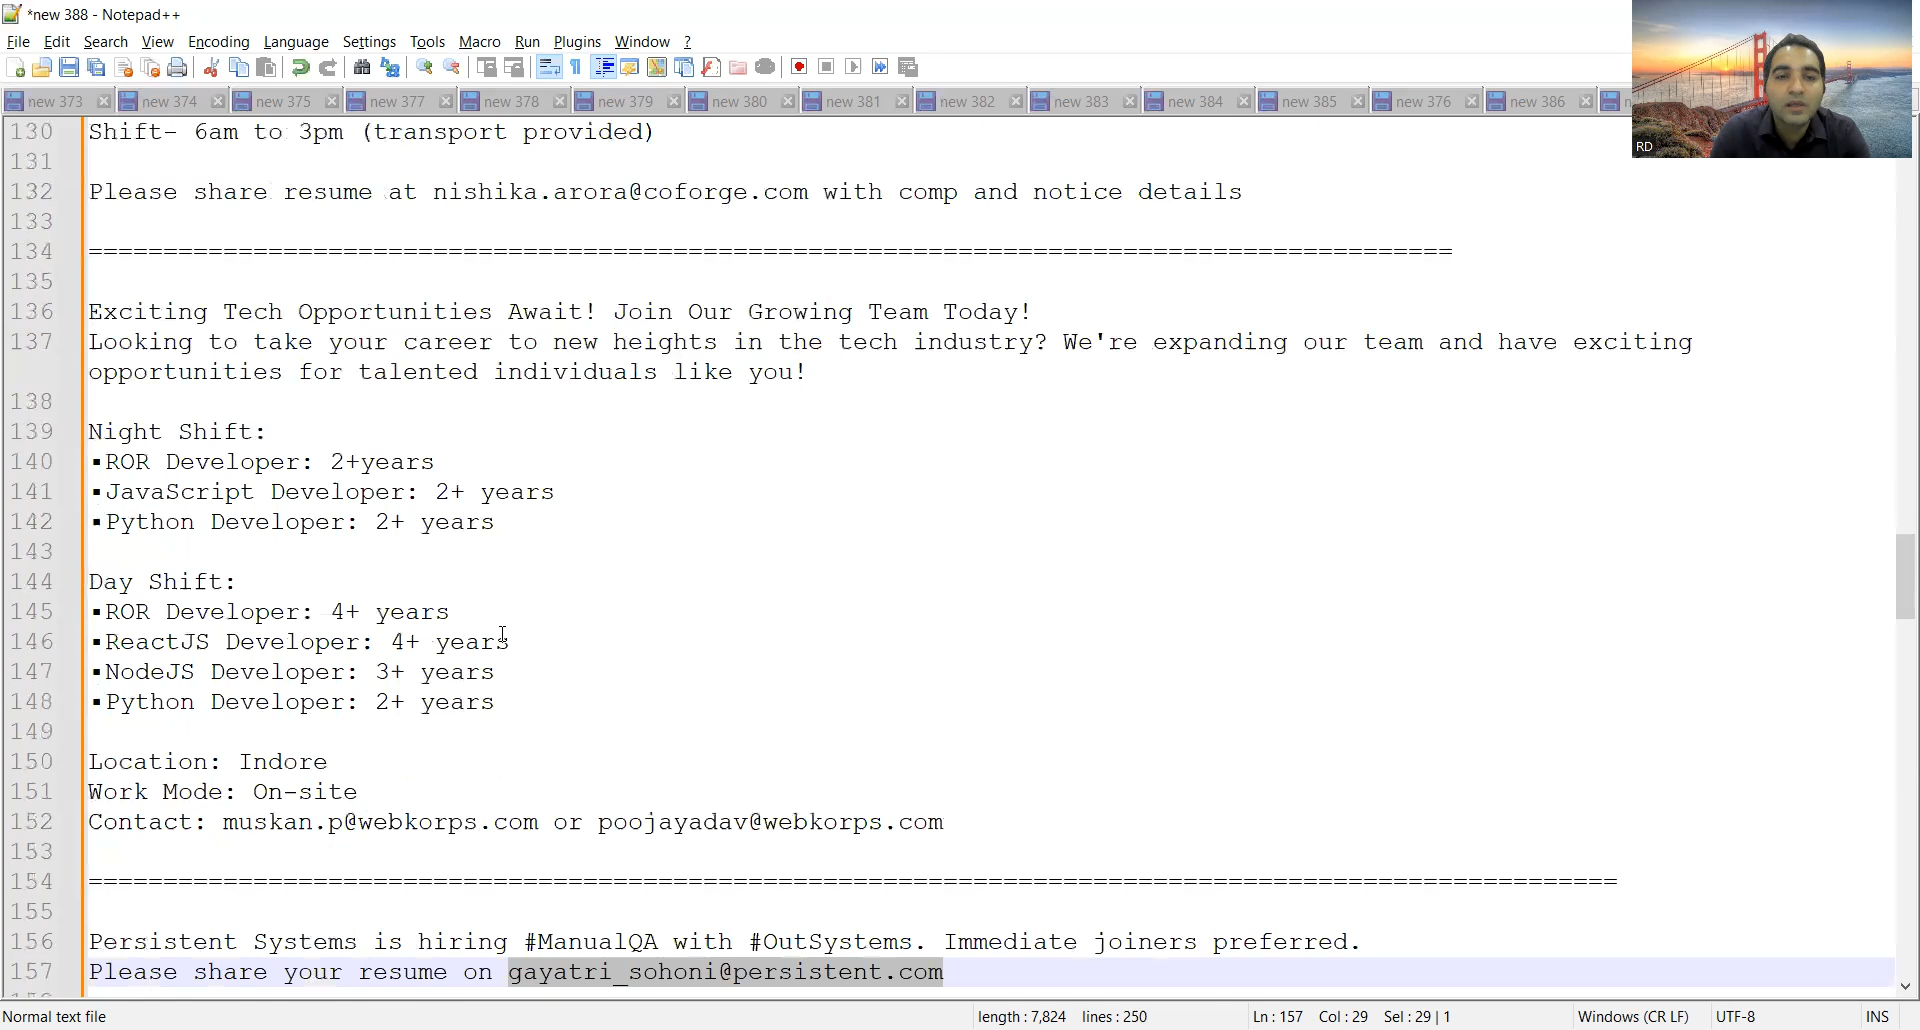 *new 388 - Notepad++
File Edit Search View Encoding Language Settings Tools Macro Run Plugins Window ?
new 373 new 374 new 375 new 377 new 378 new 379 new 380 new 381 new 382 new 383 new 384 new 385 new 376 new 386
RD
130 Shift- 6am to 3pm (transport provided)
131
132 Please share resume at nishika.arora@coforge.com with comp and notice details
133
134 ===========================================================================================
135
136 Exciting Tech Opportunities Await! Join Our Growing Team Today!
137 Looking to take your career to new heights in the tech industry? We're expanding our team and have exciting
opportunities for talented individuals like you!
138
139 Night Shift:
140 ▪ROR Developer: 2+years
141 ▪JavaScript Developer: 2+ years
142 ▪Python Developer: 2+ years
143
144 Day Shift:
145 ▪ROR Developer: 4+ years
146 ▪ReactJS Developer: 4+ years
147 ▪NodeJS Developer: 3+ years
148 ▪Python Developer: 2+ years
149
150 Location: Indore
151 Work Mode: On-site
152 Contact: muskan.p@webkorps.com or poojayadav@webkorps.com
153
154 ======================================================================================================
155
156 Persistent Systems is hiring #ManualQA with #OutSystems. Immediate joiners preferred.
157 Please share your resume on gayatri_sohoni@persistent.com
Normal text file length : 7,824 lines : 250 Ln : 157 Col : 29 Sel : 29 | 1 Windows (CR LF) UTF-8 INS